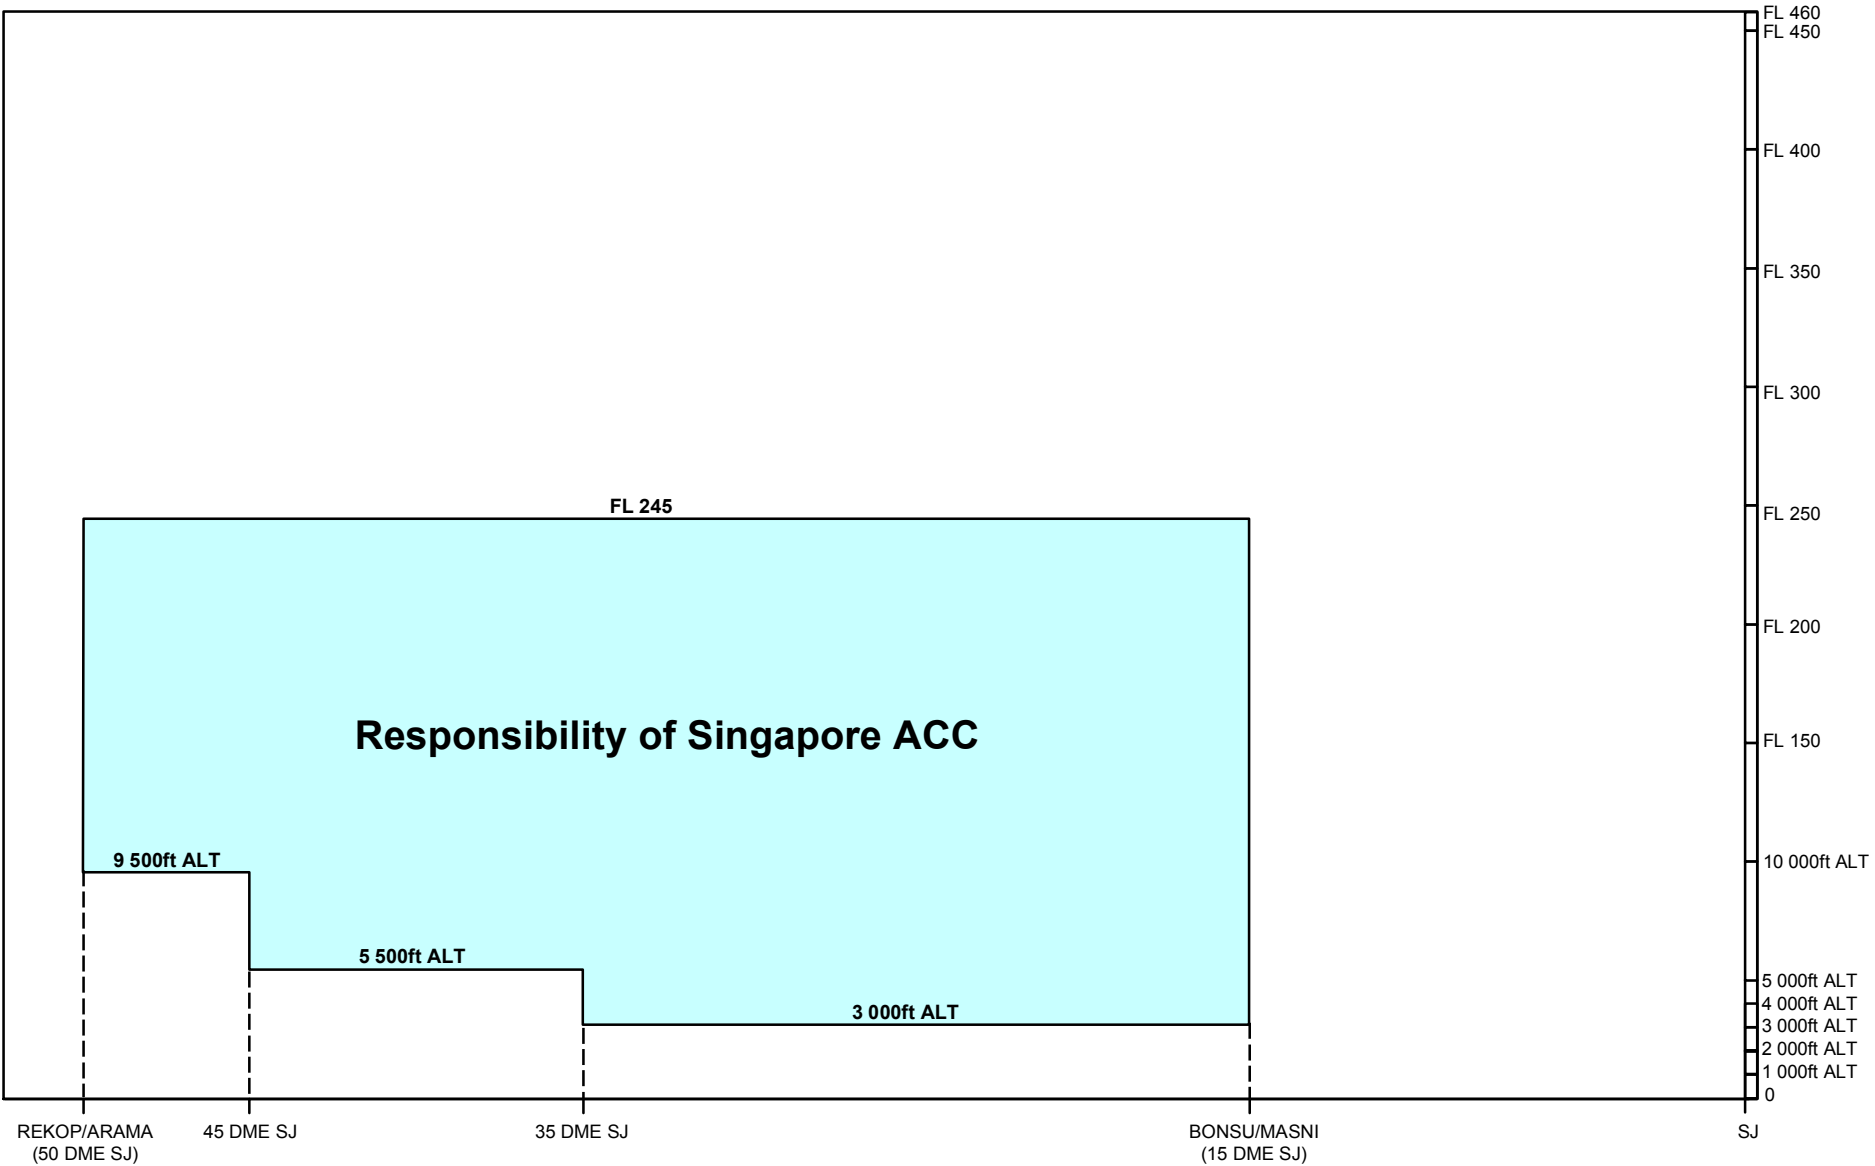 FL 460
FL 450
FL 400
FL 350
FL 300
FL 245
FL 250
FL 200
Responsibility of Singapore ACC
FL 150
9 500ft ALT
10 000ft ALT
5 500ft ALT
5 000ft ALT
4 000ft ALT
3 000ft ALT
3 000ft ALT
2 000ft ALT
1 000ft ALT
0
REKOP/ARAMA
(50 DME SJ)
45 DME SJ
35 DME SJ
BONSU/MASNI
(15 DME SJ)
SJ